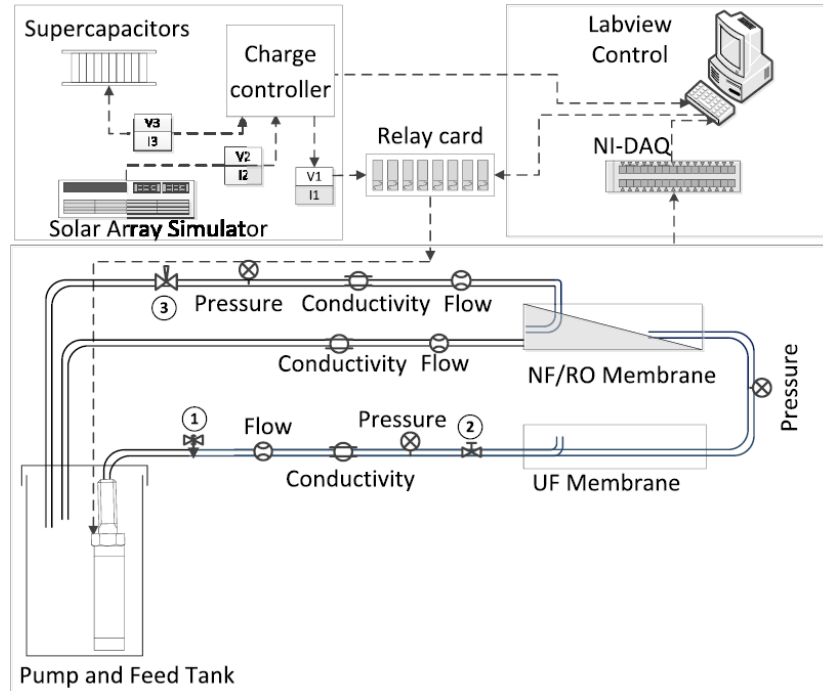 Supercapacitors
Charge
controller
Labview
Control
V3
I3
V2
I2
V1
I1
Relay card
NI-DAQ
Solar Array Simulator
3
Pressure
Conductivity
Flow
Conductivity
Flow
NF/RO Membrane
Pressure
1
Flow
Pressure
2
Conductivity
UF Membrane
Pump and Feed Tank